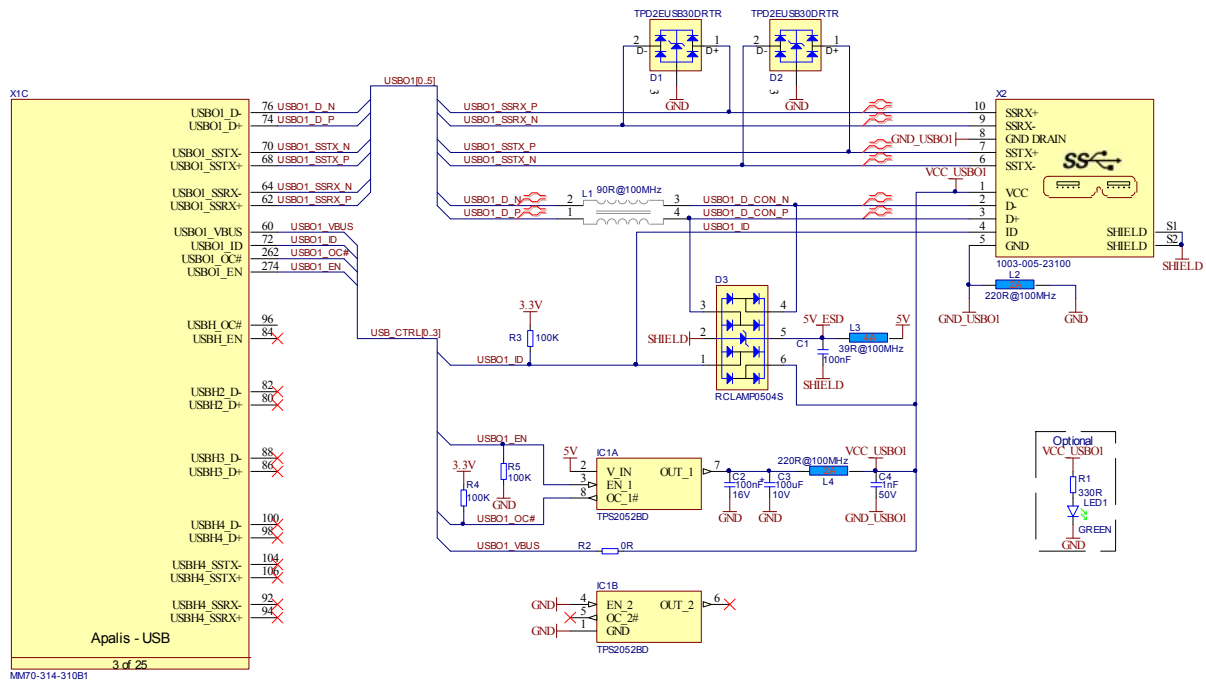 TPD2EUSB30DRTR
TPD2EUSB30DRTR
2
1
D-
D+
D1
3
GND
2
1
D-
D+
D2
3
GND
X1C
USBO1_D- 76 USBO1_D_N
USBO1_D+ 74 USBO1_D_P
USBO1_SSTX- 70 USBO1_SSTX_N
USBO1_SSTX+ 68 USBO1_SSTX_P
USBO1_SSRX- 64 USBO1_SSRX_N
USBO1_SSRX+ 62 USBO1_SSRX_P
USBO1_VBUS 60 USBO1_VBUS
USBO1_ID 72 USBO1_ID
USBO1_OC# 262 USBO1_OC#
USBO1_EN 274 USBO1_EN
USBH_OC# 96
USBH_EN 84
USBH2_D- 82
USBH2_D+ 80
USBH3_D- 88
USBH3_D+ 86
USBH4_D- 100
USBH4_D+ 98
USBH4_SSTX- 104
USBH4_SSTX+ 106
USBH4_SSRX- 92
USBH4_SSRX+ 94
Apalis - USB
3 of 25
MM70-314-310B1
USBO1[0..5]
USBO1_SSRX_P
USBO1_SSRX_N
USBO1_SSTX_P
USBO1_SSTX_N
USBO1_D_N
USBO1_D_P
L1
90R@100MHz
2
1
3
4
USBO1_D_CON_N
USBO1_D_CON_P
USBO1_ID
GND_USBO1
VCC_USBO1
X2
10 SSRX+
9 SSRX-
8 GND DRAIN
7 SSTX+
6 SSTX-
1 VCC
2 D-
3 D+
4 ID
5 GND
SS
SHIELD S1
SHIELD S2
SHIELD
1003-005-23100
L2
220R@100MHz
GND_USBO1
GND
USB_CTRL[0..3]
USBO1_ID
3.3V
R3
100K
D3
3
4
SHIELD
2
5
1
6
RCLAMP0504S
5V_ESD
C1
100nF
SHIELD
L3
39R@100MHz
5V
USBO1_EN
3.3V
R4
100K
R5
100K
GND
USBO1_OC#
5V
IC1A
2 V_IN
3 EN_1
8 OC_1#
OUT_1 7
TPS2052BD
C2
100nF
16V
GND
C3
100uF
10V
GND
220R@100MHz
L4
VCC_USBO1
C4
1nF
50V
GND_USBO1
USBO1_VBUS
R2
0R
IC1B
GND 4 EN_2
5 OC_2#
GND 1 GND
OUT_2 6
TPS2052BD
Optional
VCC_USBO1
R1
330R
LED1
GREEN
GND